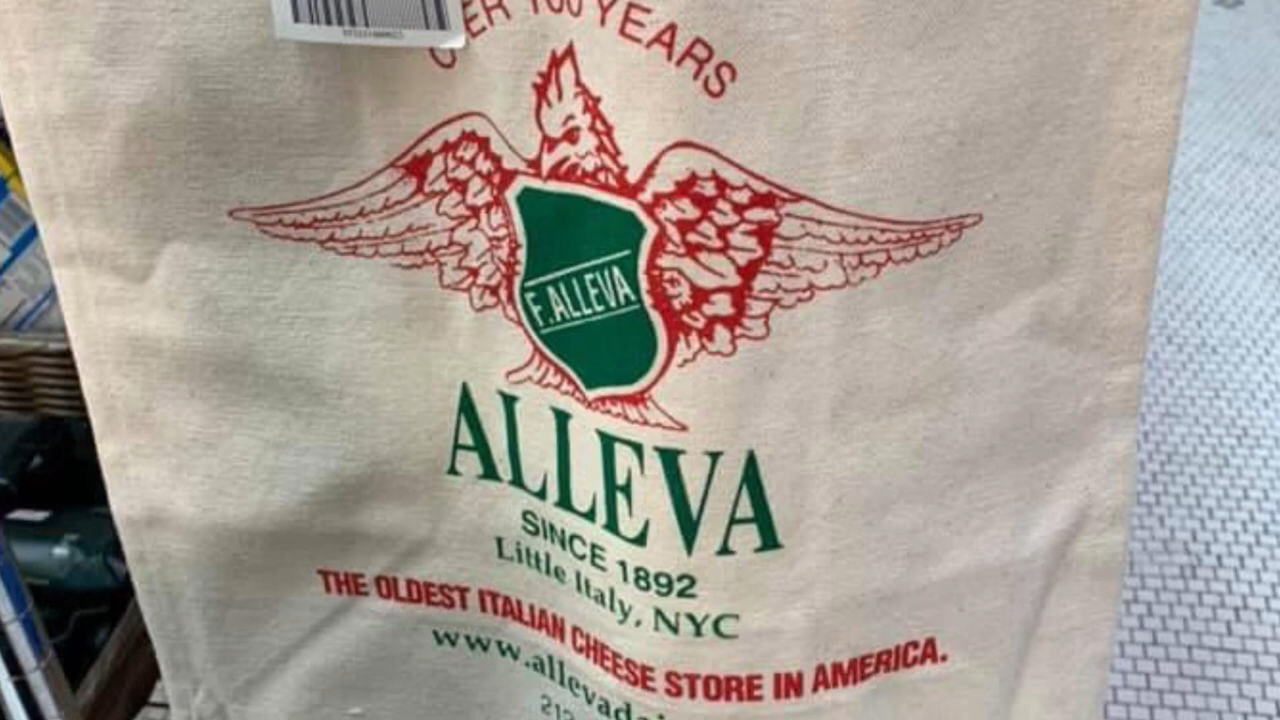 YEARS
F. ALLEVA
ALLEVA
SINCE 1892
Little Italy, NYC
THE OLDEST ITALIAN CHEESE STORE IN AMERICA.